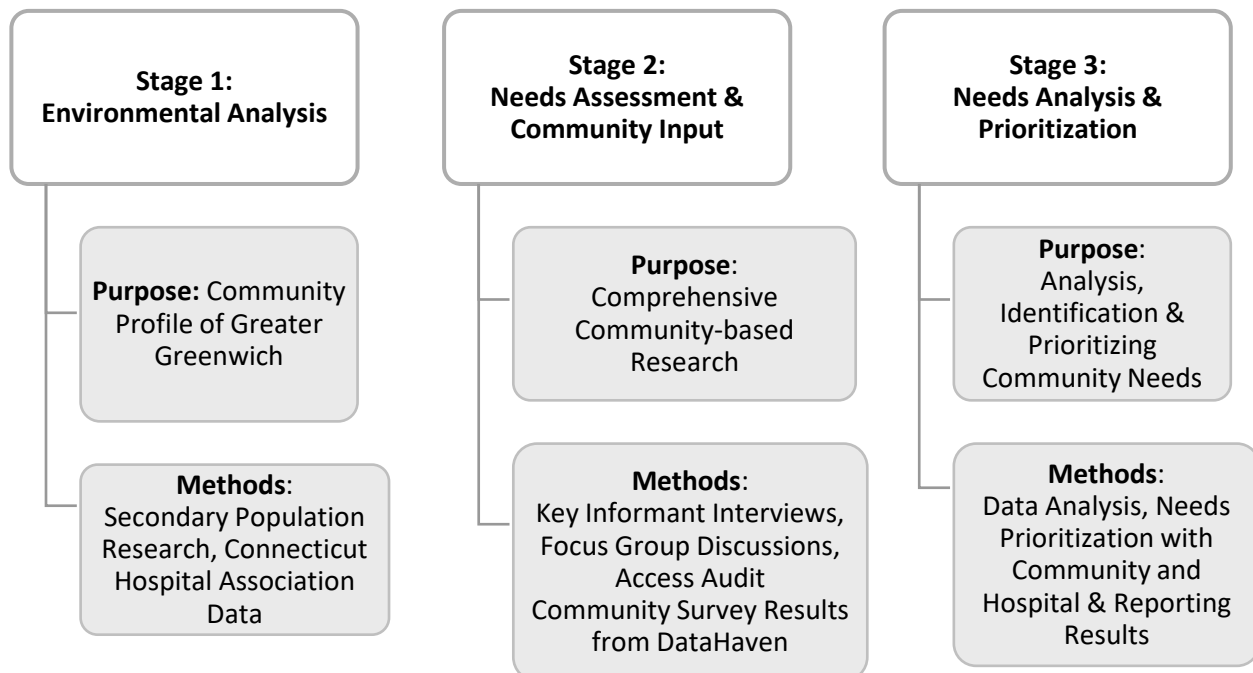 Stage 1:
Environmental Analysis
Purpose: Community
Profile of Greater
Greenwich
Methods:
Secondary Population
Research, Connecticut
Hospital Association
Data
Stage 2:
Needs Assessment &
Community Input
Purpose:
Comprehensive
Community-based
Research
Methods:
Key Informant Interviews,
Focus Group Discussions,
Access Audit
Community Survey Results
from DataHaven
Stage 3:
Needs Analysis &
Prioritization
Purpose:
Analysis,
Identification &
Prioritizing
Community Needs
Methods:
Data Analysis, Needs
Prioritization with
Community and
Hospital & Reporting
Results